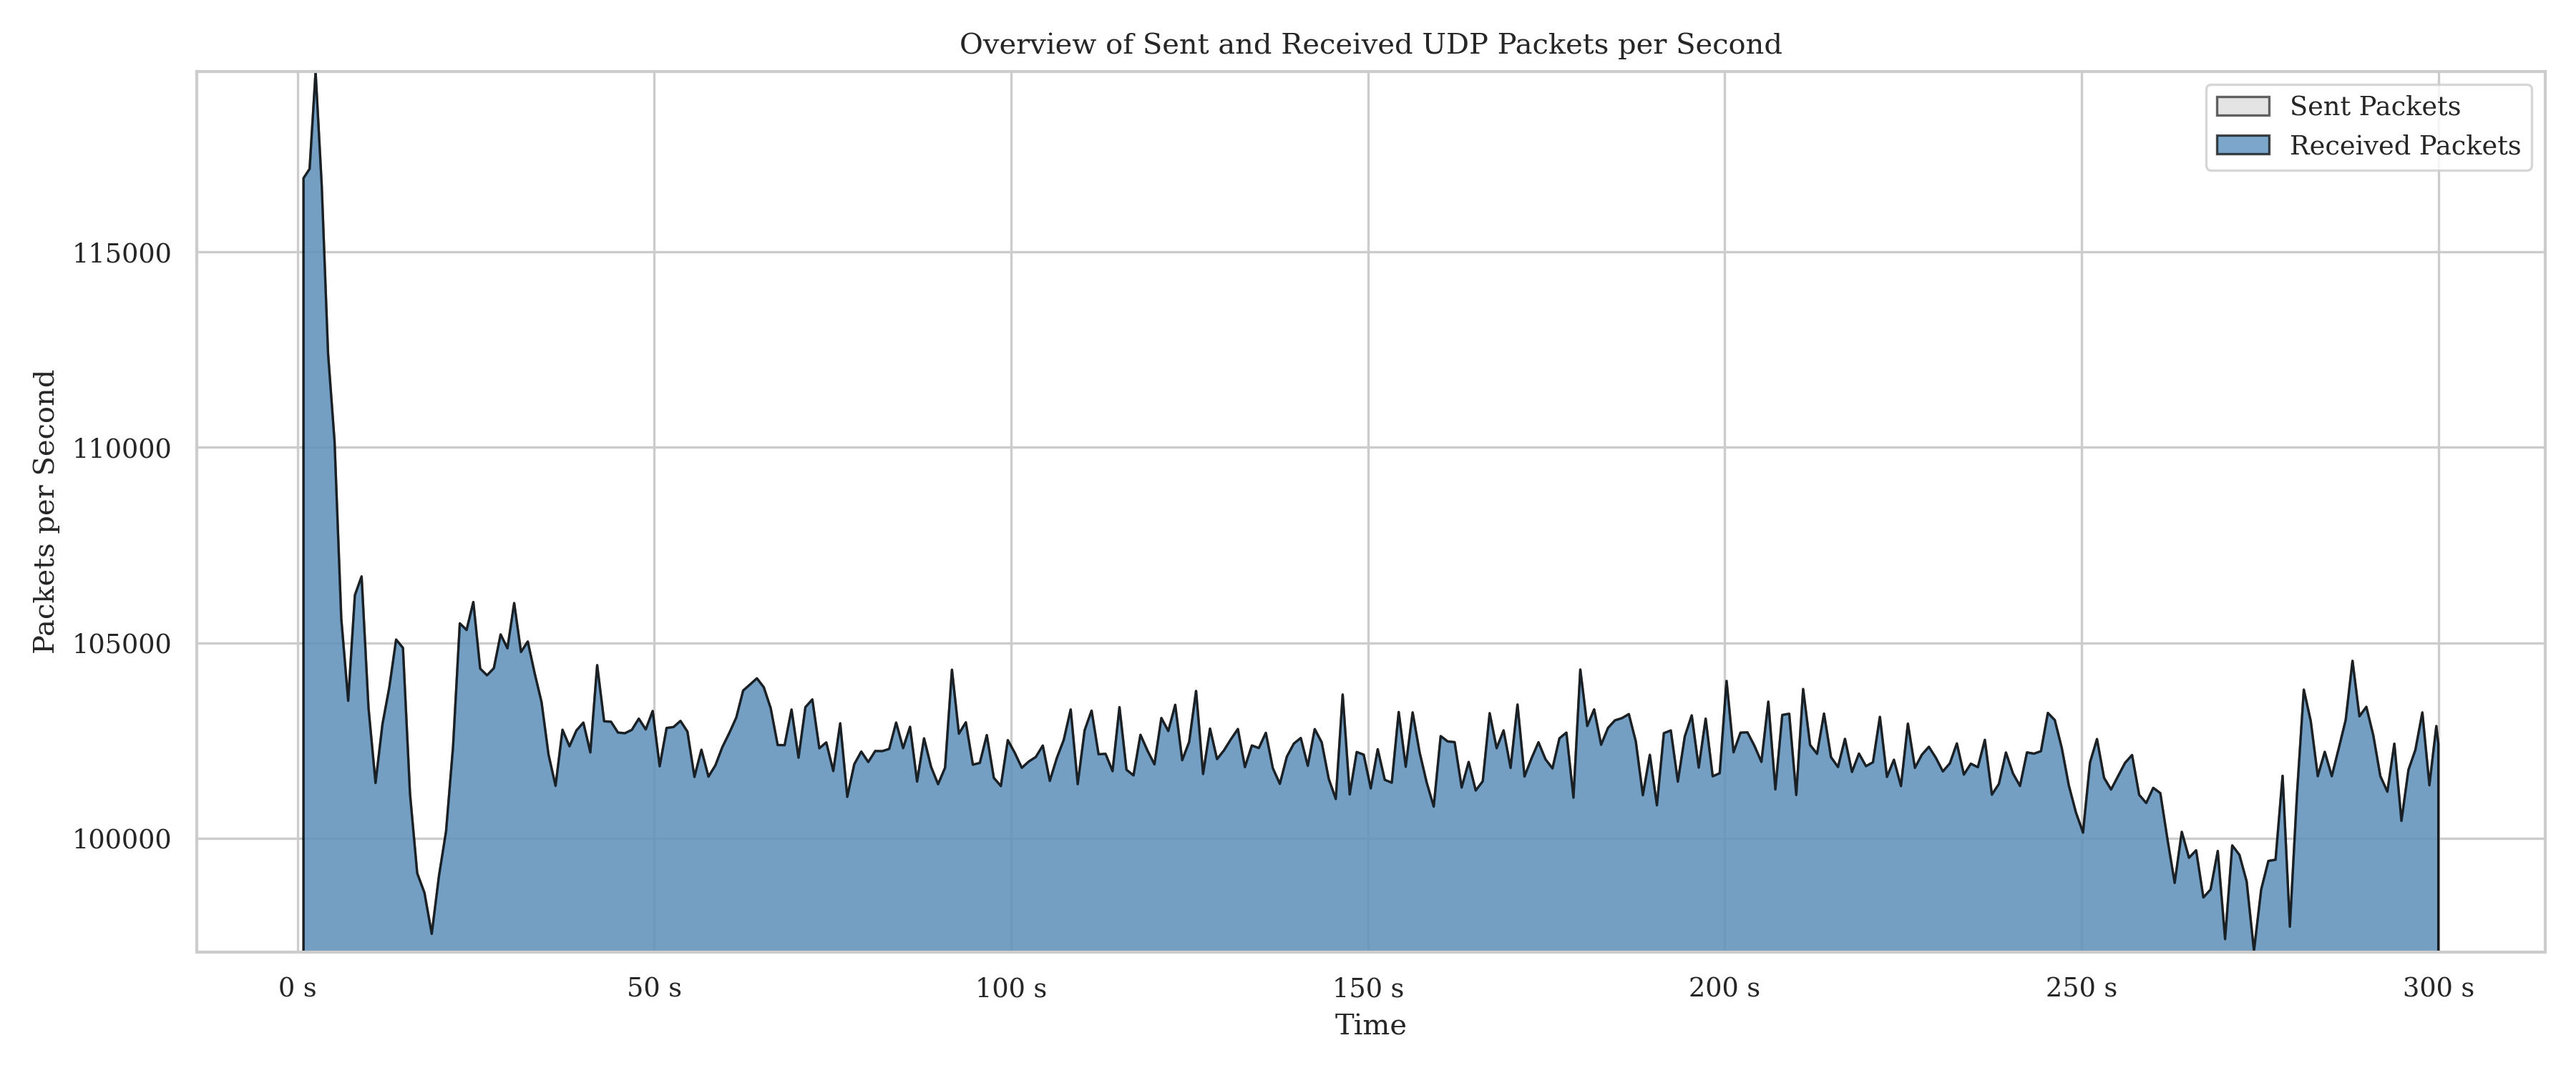 Overview of Sent and Received UDP Packets per Second
Sent Packets
Received Packets
Packets per Second
115000
110000
105000
100000
0 s
50 s
100 s
150 s
200 s
250 s
300 s
Time